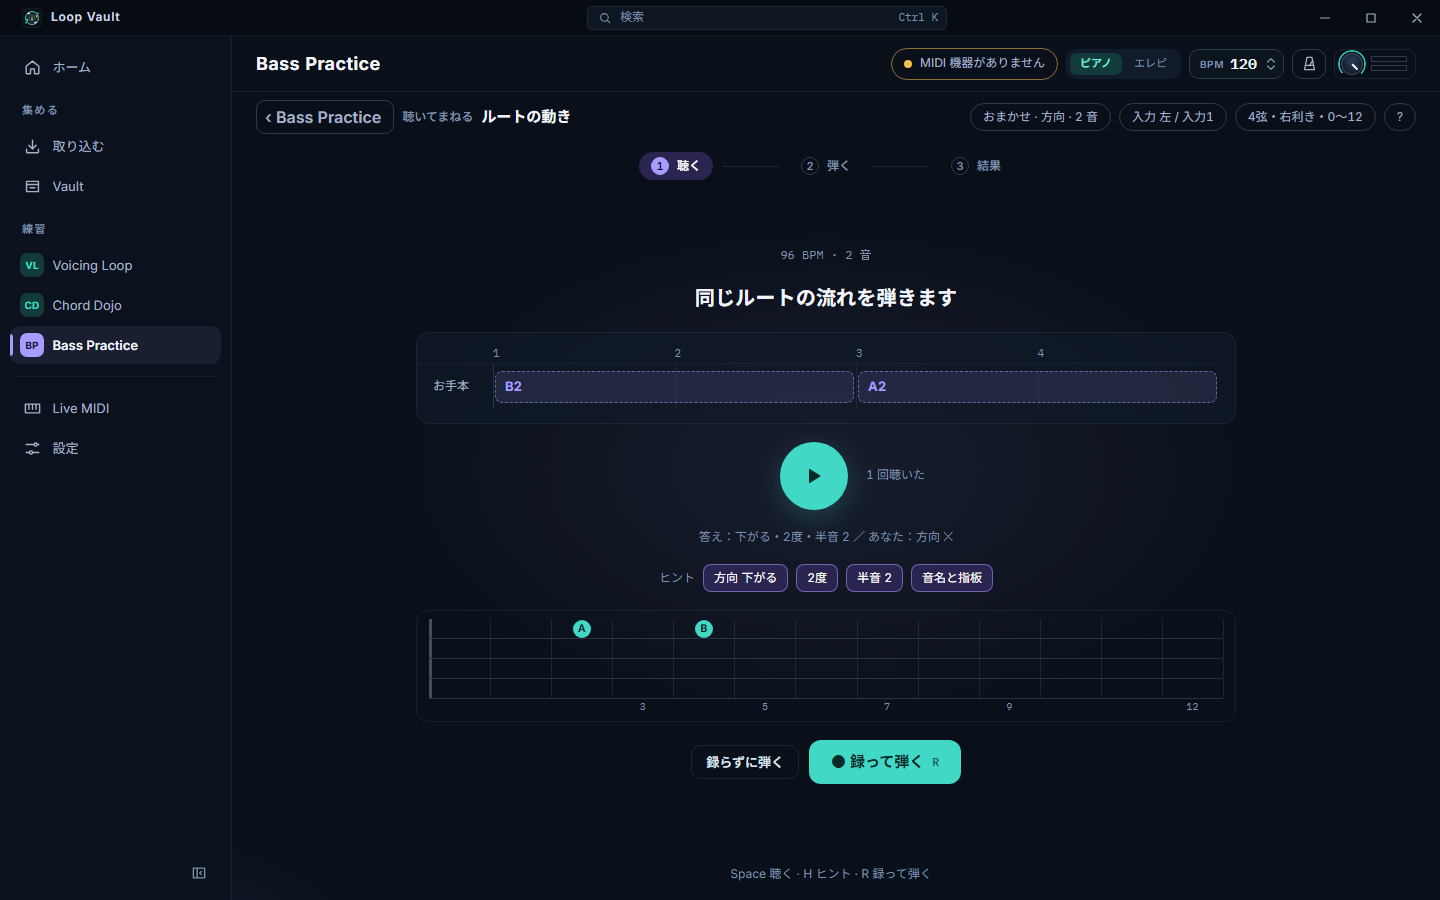 Loop Vault
検索
Ctrl K
ホーム
集める
取り込む
Vault
練習
VL Voicing Loop
CD Chord Dojo
BP Bass Practice
Live MIDI
設定
Bass Practice
MIDI 機器がありません
ピアノ
エレピ
BPM 120
‹ Bass Practice
聴いてまねる ルートの動き
おまかせ · 方向 · 2 音
入力 左 / 入力1
4弦・右利き・0〜12
?
1 聴く
2 弾く
3 結果
96 BPM · 2 音
同じルートの流れを弾きます
1 2 3 4
お手本 B2 A2
1 回聴いた
答え：下がる・2度・半音 2 ／ あなた：方向 ×
ヒント 方向 下がる 2度 半音 2 音名と指板
A B
3 5 7 9 12
録らずに弾く
● 録って弾く R
Space 聴く · H ヒント · R 録って弾く